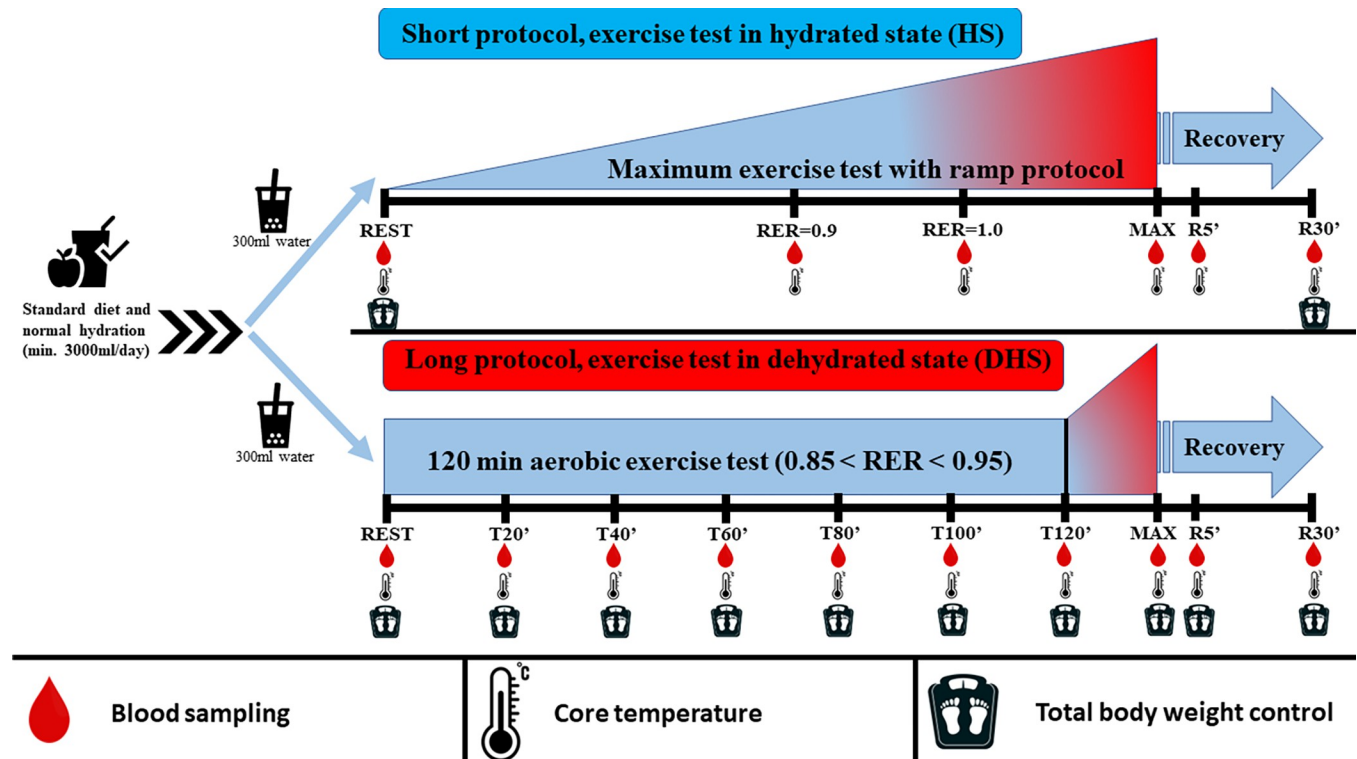 Short protocol, exercise test in hydrated state (HS)
Maximum exercise test with ramp protocol
Recovery
300ml water
REST
RER=0.9
RER=1.0
MAX
R5’
R30’
Standard diet and
normal hydration
(min. 3000ml/day)
Long protocol, exercise test in dehydrated state (DHS)
300ml water
120 min aerobic exercise test (0.85 < RER < 0.95)
Recovery
REST
T20’
T40’
T60’
T80’
T100’
T120’
MAX
R5’
R30’
Blood sampling
°C
Core temperature
Total body weight control